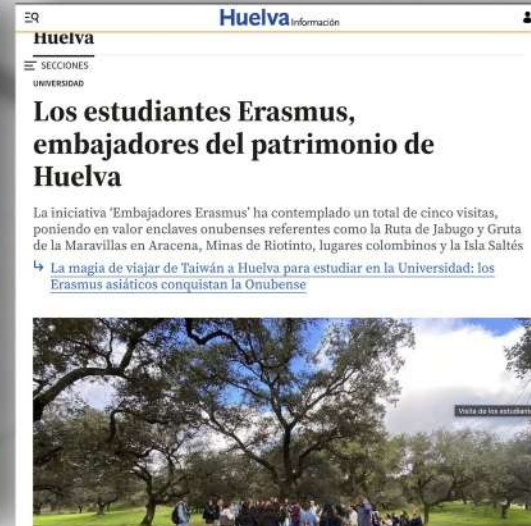 Huelva Información
Huelva
SECCIONES
UNIVERSIDAD
Los estudiantes Erasmus,
embajadores del patrimonio de
Huelva
La iniciativa 'Embajadores Erasmus' ha contemplado un total de cinco visitas,
poniendo en valor enclaves onubenses referentes como la Ruta de Jabugo y Gruta
de la Maravillas en Aracena, Minas de Riotinto, lugares colombinos y la Isla Saltés
La magia de viajar de Taiwán a Huelva para estudiar en la Universidad: los
Erasmus asiáticos conquistan la Onubense
Visita de los estudian